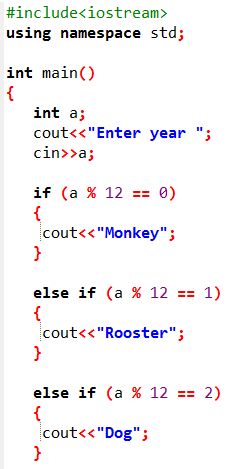 #include<iostream>
using namespace std;
int main()
{
int a;
cout<<"Enter year ";
cin>>a;
if (a % 12 == 0)
{
cout<<"Monkey";
}
else if (a % 12 == 1)
{
cout<<"Rooster";
}
else if (a % 12 == 2)
{
cout<<"Dog";
}